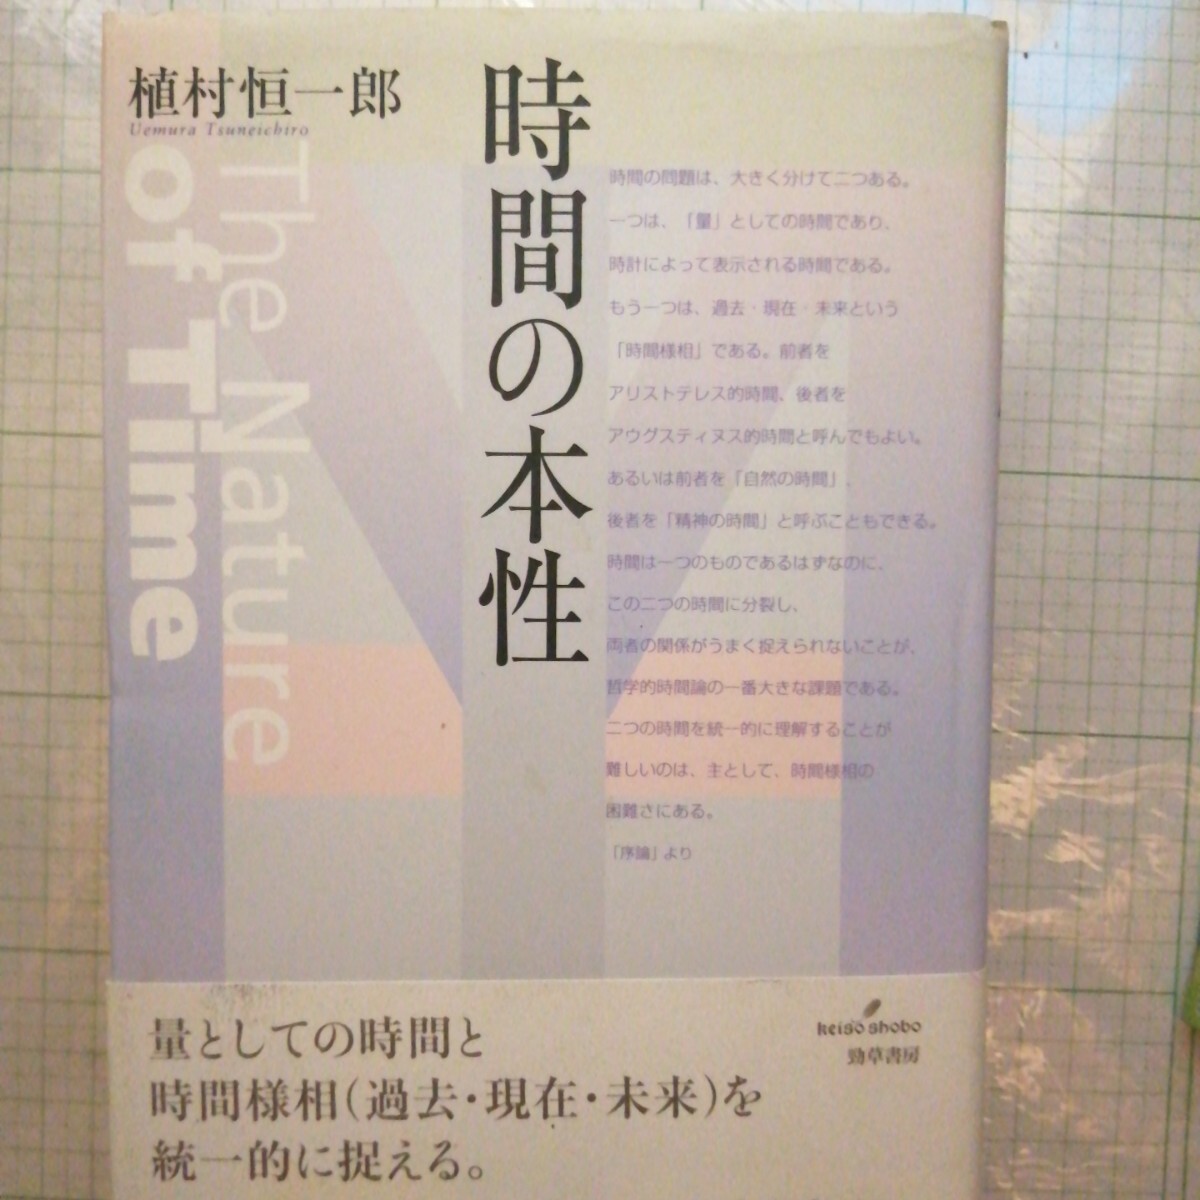 植村恒一郎
Uemura Tsuneichiro
時間の本性
The Nature
of Time
時間の問題は、大きく分けて二つある。
一つは、「量」としての時間であり、
時計によって表示される時間である。
もう一つは、過去・現在・未来という
「時間様相」である。前者を
アリストテレス的時間、後者を
アウグスティヌス的時間と呼んでもよい。
あるいは前者を「自然の時間」、
後者を「精神の時間」と呼ぶこともできる。
時間は一つのものであるはずなのに、
この二つの時間に分裂し、
両者の関係がうまく捉えられないことが、
哲学的時間論の一番大きな課題である。
二つの時間を統一的に理解することが
難しいのは、主として、時間様相の
困難さにある。
「序論」より
量としての時間と
時間様相(過去・現在・未来)を
統一的に捉える。
keiso shobo
勁草書房